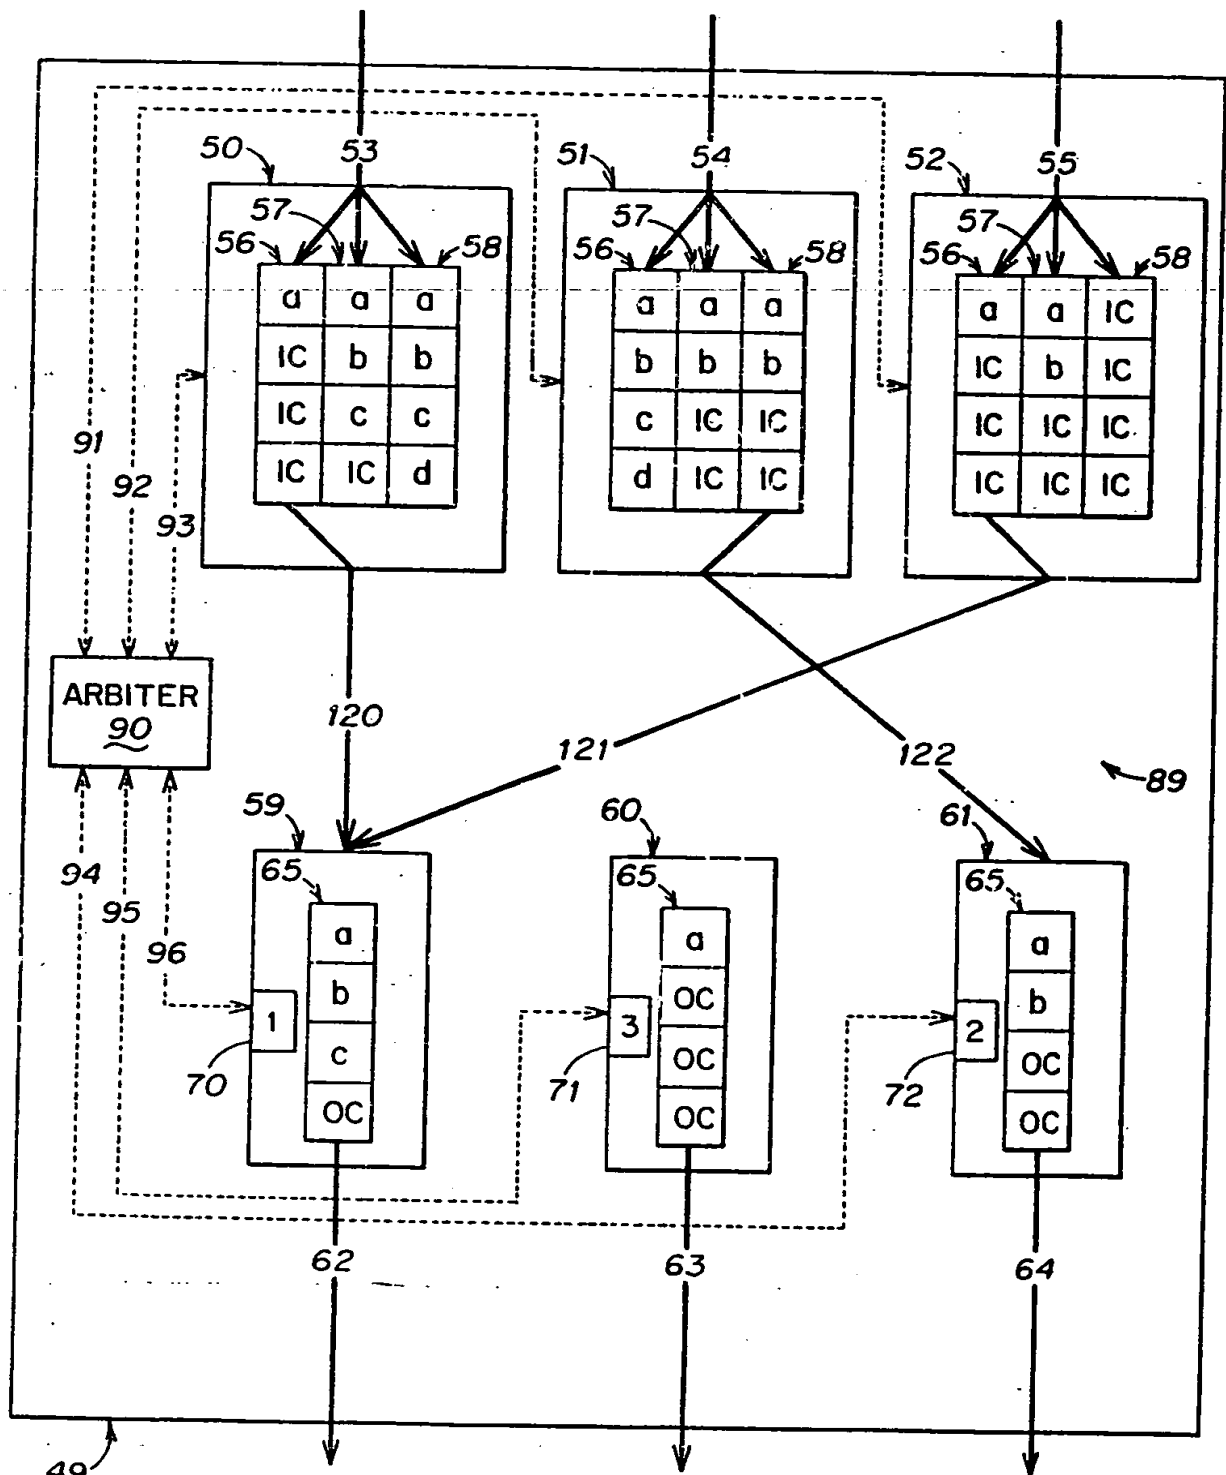 50 53 51 54 52 55
57 57 57
56 58 56 58 56 58
a a a a a a a a IC
IC b b b b b IC b IC
IC c c c IC IC IC IC IC
IC IC d d IC IC IC IC IC
91
92
93
ARBITER
90
120
121 122
89
59 60 61
94 65 65 65
95
96
a a a
b OC b
1 3 2
c OC OC
70 71 72
OC OC OC
62 63 64
49